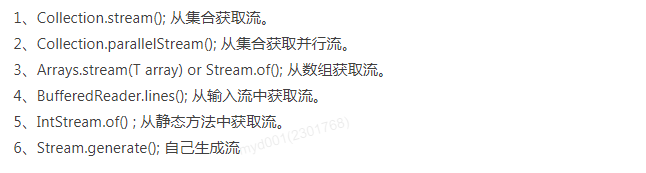 1、Collection.stream(); 从集合获取流。
2、Collection.parallelStream(); 从集合获取并行流。
3、Arrays.stream(T array) or Stream.of(); 从数组获取流。
4、BufferedReader.lines(); 从输入流中获取流。
5、IntStream.of() ; 从静态方法中获取流。
6、Stream.generate(); 自己生成流
myd001(2301768)